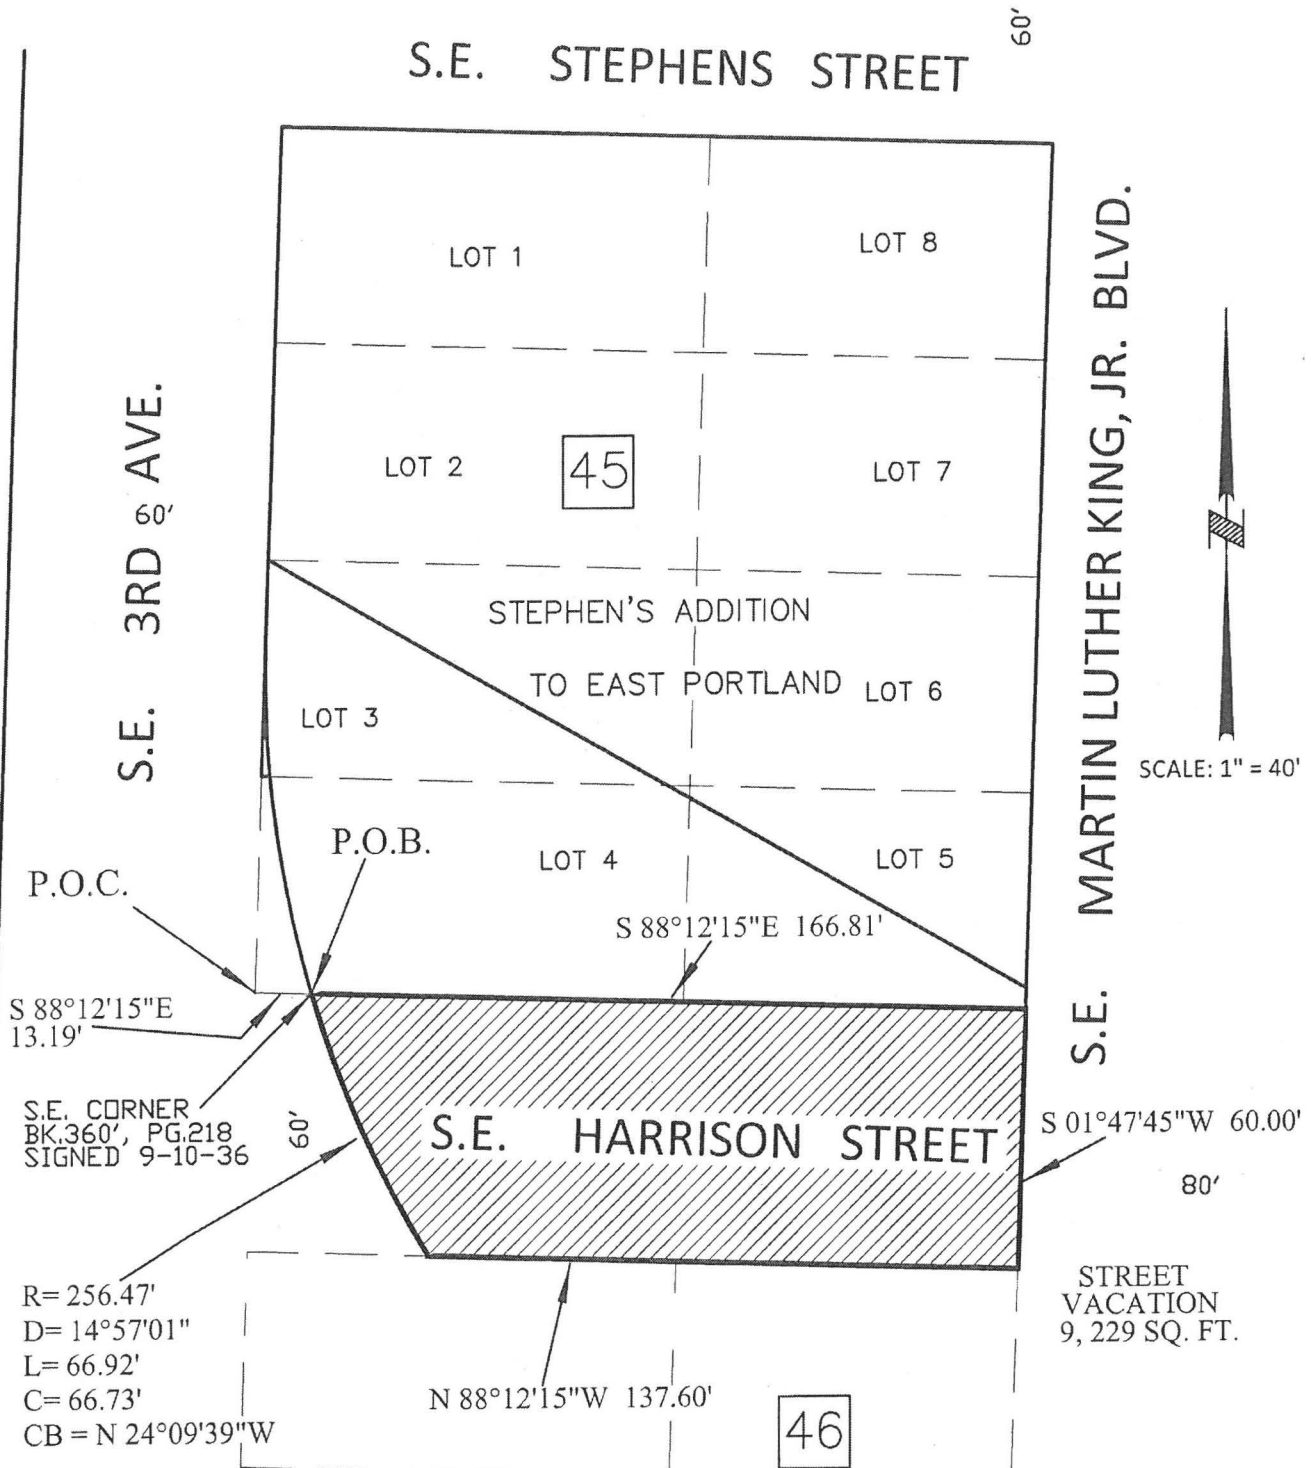 60'
S.E. STEPHENS STREET
LOT 1
LOT 8
S.E. 3RD AVE.
60'
LOT 2
45
LOT 7
S.E. MARTIN LUTHER KING, JR. BLVD.
STEPHEN'S ADDITION
TO EAST PORTLAND
LOT 6
LOT 3
SCALE: 1" = 40'
P.O.B.
LOT 4
LOT 5
P.O.C.
S 88°12'15"E 166.81'
S 88°12'15"E
13.19'
S.E. CORNER
BK.360', PG.218
SIGNED 9-10-36
60'
S.E. HARRISON STREET
S 01°47'45"W 60.00'
80'
STREET
VACATION
9, 229 SQ. FT.
R= 256.47'
D= 14°57'01"
L= 66.92'
C= 66.73'
CB = N 24°09'39"W
N 88°12'15"W 137.60'
46